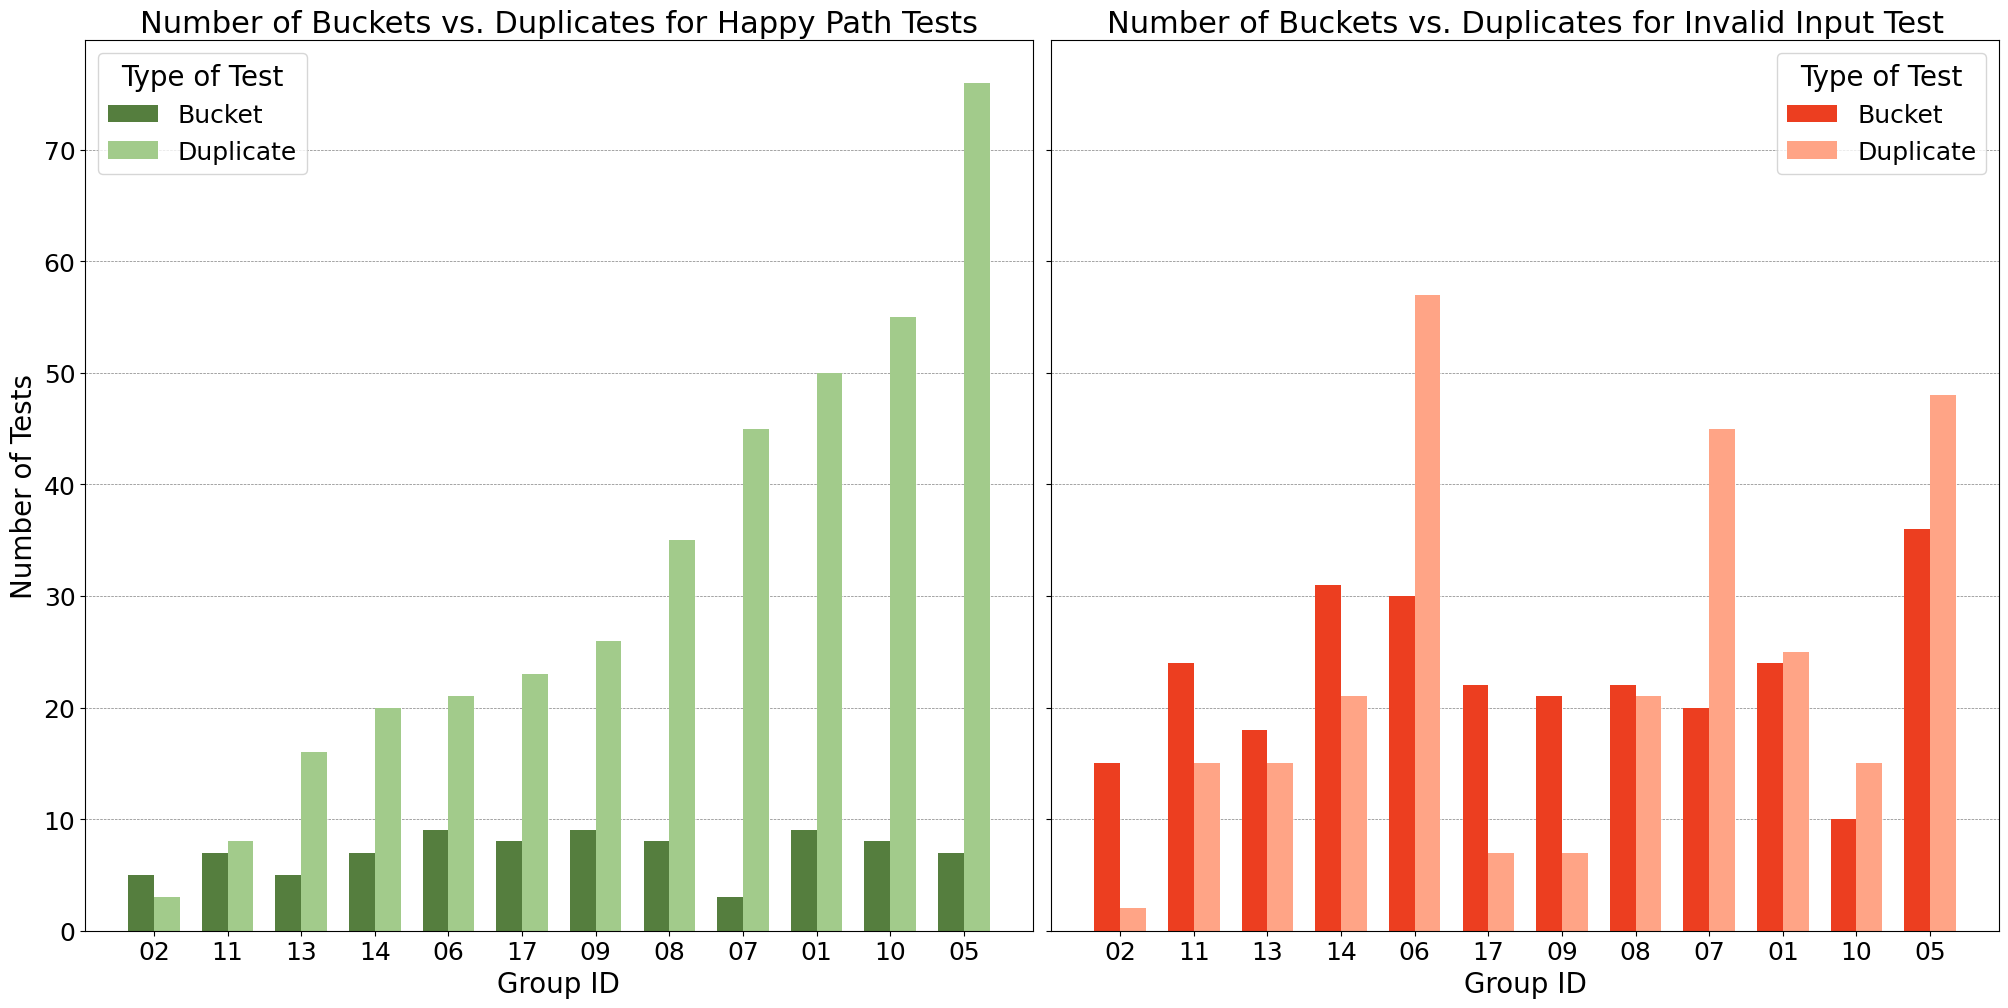 Number of Buckets vs. Duplicates for Happy Path Tests
Type of Test
Bucket
Duplicate
Number of Tests
70
60
50
40
30
20
10
0
02 11 13 14 06 17 09 08 07 01 10 05
Group ID
Number of Buckets vs. Duplicates for Invalid Input Test
Type of Test
Bucket
Duplicate
02 11 13 14 06 17 09 08 07 01 10 05
Group ID